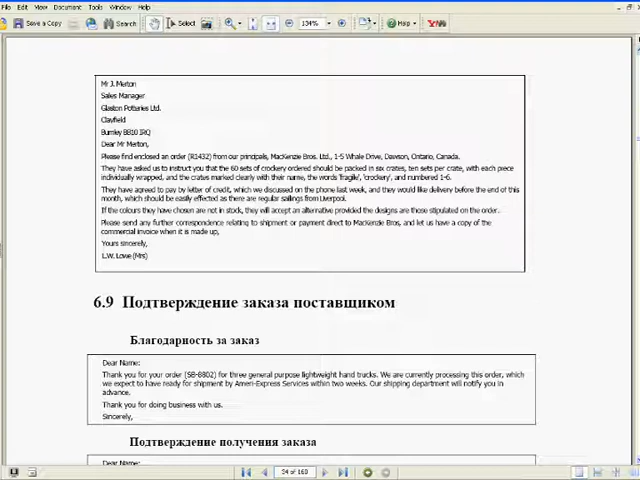 File Edit View Document Tools Window Help
Save a Copy Search Select 134% Help
Mr J. Merton
Sales Manager
Glaston Potteries Ltd.
Clayfield
Burnley BB10 IRQ
Dear Mr Merton,
Please find enclosed an order (R1432) from our principals, MacKenzie Bros. Ltd., 1-5 Whale Drive, Dawson, Ontario, Canada.
They have asked us to instruct you that the 60 sets of crockery ordered should be packed in six crates, ten sets per crate, with each piece
individually wrapped, and the crates marked clearly with their name, the words 'fragile', 'crockery', and numbered 1-6.
They have agreed to pay by letter of credit, which we discussed on the phone last week, and they would like delivery before the end of this
month, which should be easily effected as there are regular sailings from Liverpool.
If the colours they have chosen are not in stock, they will accept an alternative provided the designs are those stipulated on the order.
Please send any further correspondence relating to shipment or payment direct to MacKenzie Bros, and let us have a copy of the
commercial invoice when it is made up,
Yours sincerely,
L.W. Lowe (Mrs)
6.9 Подтверждение заказа поставщиком
Благодарность за заказ
Dear Name:
Thank you for your order (SB-8802) for three general purpose lightweight hand trucks. We are currently processing this order, which
we expect to have ready for shipment by Ameri-Express Services within two weeks. Our shipping department will notify you in
advance.
Thank you for doing business with us.
Sincerely,
Подтверждение получения заказа
Dear Name:
34 of 160